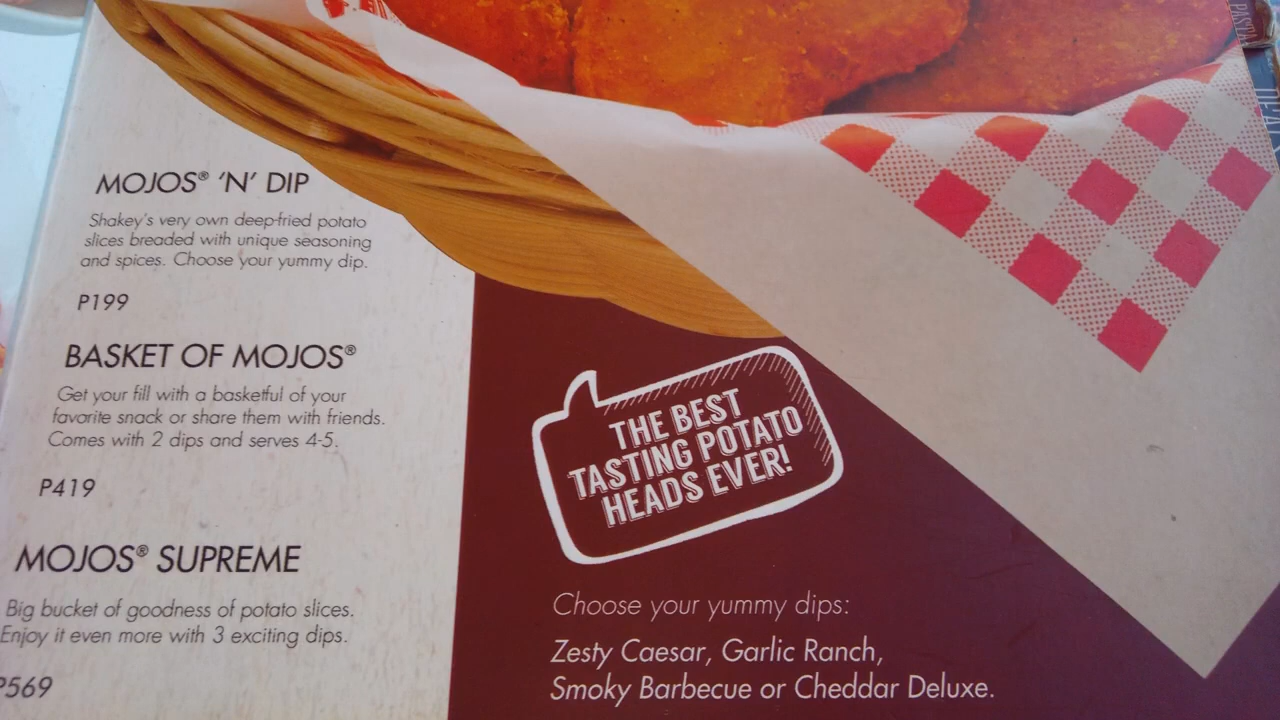 MOJOS® 'N' DIP
Shakey's very own deep-fried potato
slices breaded with unique seasoning
and spices. Choose your yummy dip.
P199
BASKET OF MOJOS®
Get your fill with a basketful of your
favorite snack or share them with friends.
Comes with 2 dips and serves 4-5.
P419
MOJOS® SUPREME
Big bucket of goodness of potato slices.
Enjoy it even more with 3 exciting dips.
P569
THE BEST
TASTING POTATO
HEADS EVER!
Choose your yummy dips:
Zesty Caesar, Garlic Ranch,
Smoky Barbecue or Cheddar Deluxe.
PASTA